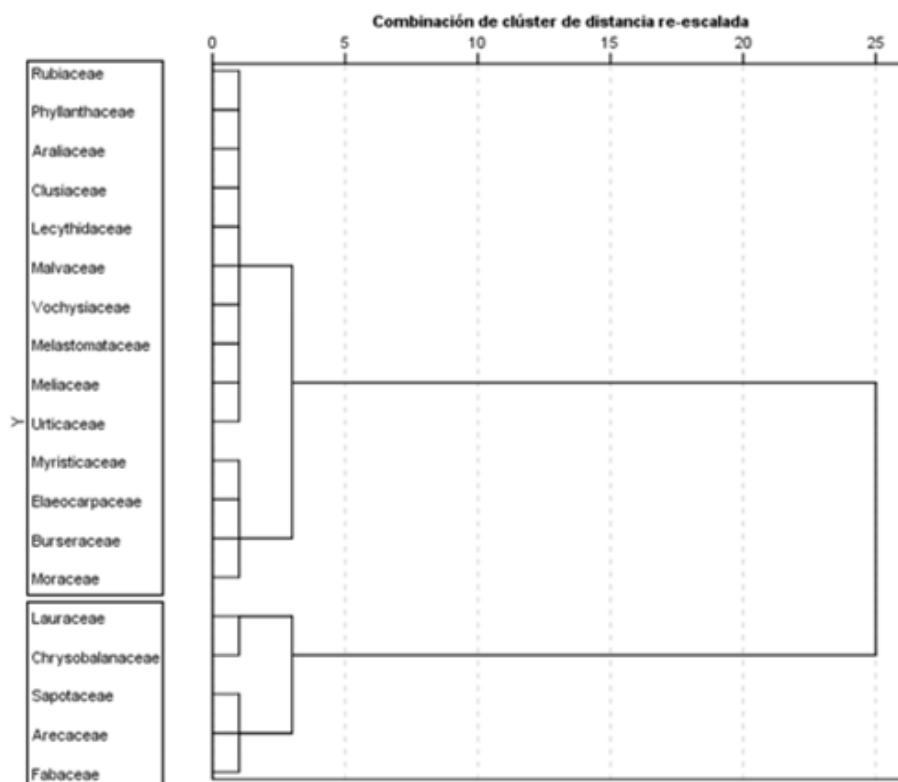 Combinación de clúster de distancia re-escalada
0 5 10 15 20 25
Rubiaceae
Phyllanthaceae
Araliaceae
Clusiaceae
Lecythidaceae
Malvaceae
Vochysiaceae
Melastomataceae
Meliaceae
Y
Urticaceae
Myristicaceae
Elaeocarpaceae
Burseraceae
Moraceae
Lauraceae
Chrysobalanaceae
Sapotaceae
Arecaceae
Fabaceae